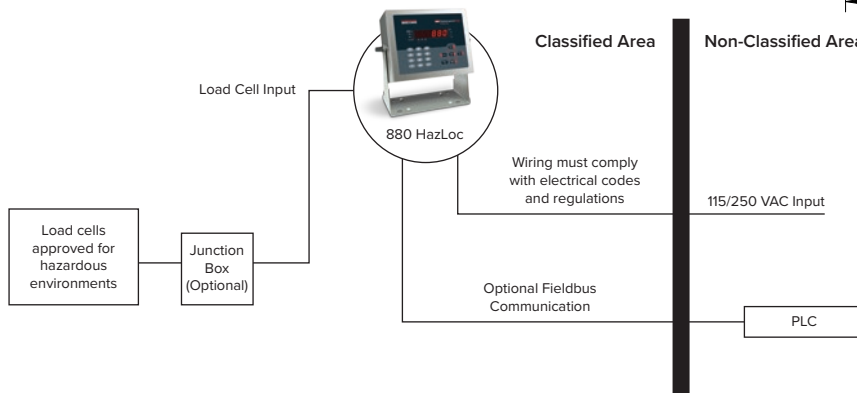 Classified Area
Non-Classified Area
Load Cell Input
880 HazLoc
Wiring must comply
with electrical codes
and regulations
115/250 VAC Input
Load cells
approved for
hazardous
environments
Junction
Box
(Optional)
Optional Fieldbus
Communication
PLC